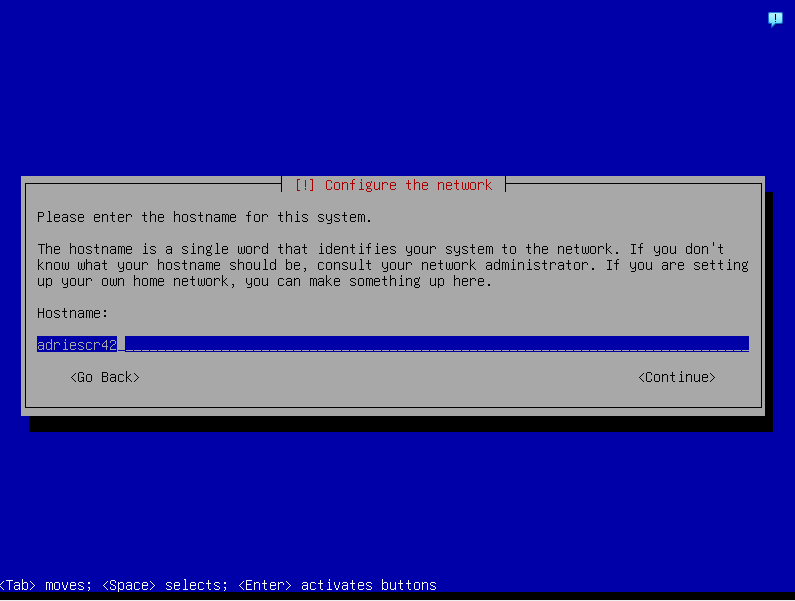 [!] Configure the network
Please enter the hostname for this system.
The hostname is a single word that identifies your system to the network. If you don't
know what your hostname should be, consult your network administrator. If you are setting
up your own home network, you can make something up here.
Hostname:
adriescr42
<Go Back> <Continue>
<Tab> moves; <Space> selects; <Enter> activates buttons